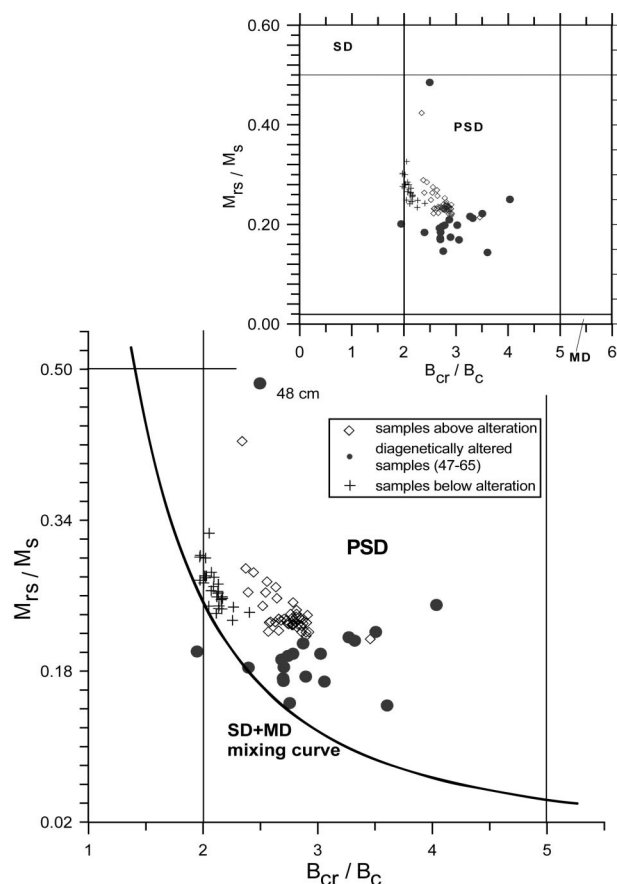 0.60
SD
PSD
0.40
0.20
0.00
Mrs / Ms
MD
0 1 2 3 4 5 6
Bcr / Bc
0.50
48 cm
samples above alteration
diagenetically altered
samples (47-65)
samples below alteration
0.34
PSD
Mrs / Ms
0.18
SD+MD
mixing curve
0.02
1 2 3 4 5
Bcr / Bc